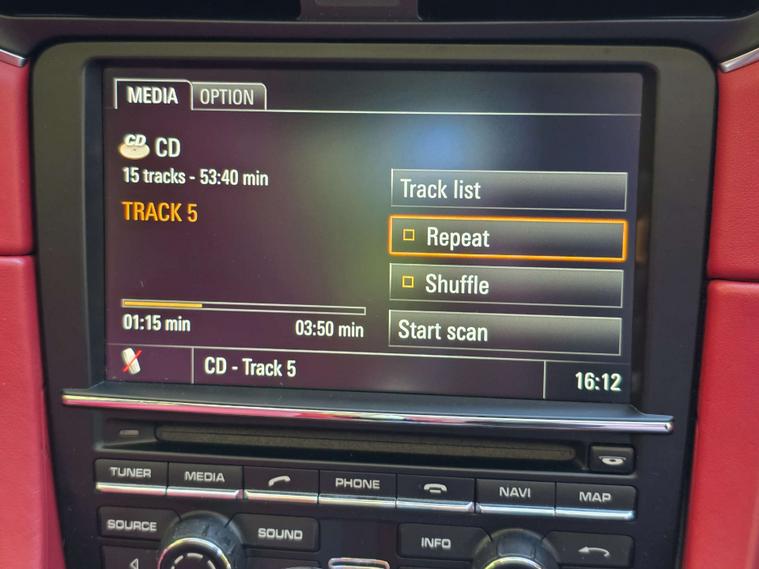 MEDIA OPTION
CD CD
15 tracks - 53:40 min
TRACK 5
Track list
Repeat
Shuffle
Start scan
01:15 min 03:50 min
CD - Track 5 16:12
TUNER MEDIA PHONE NAVI MAP
SOURCE SOUND INFO